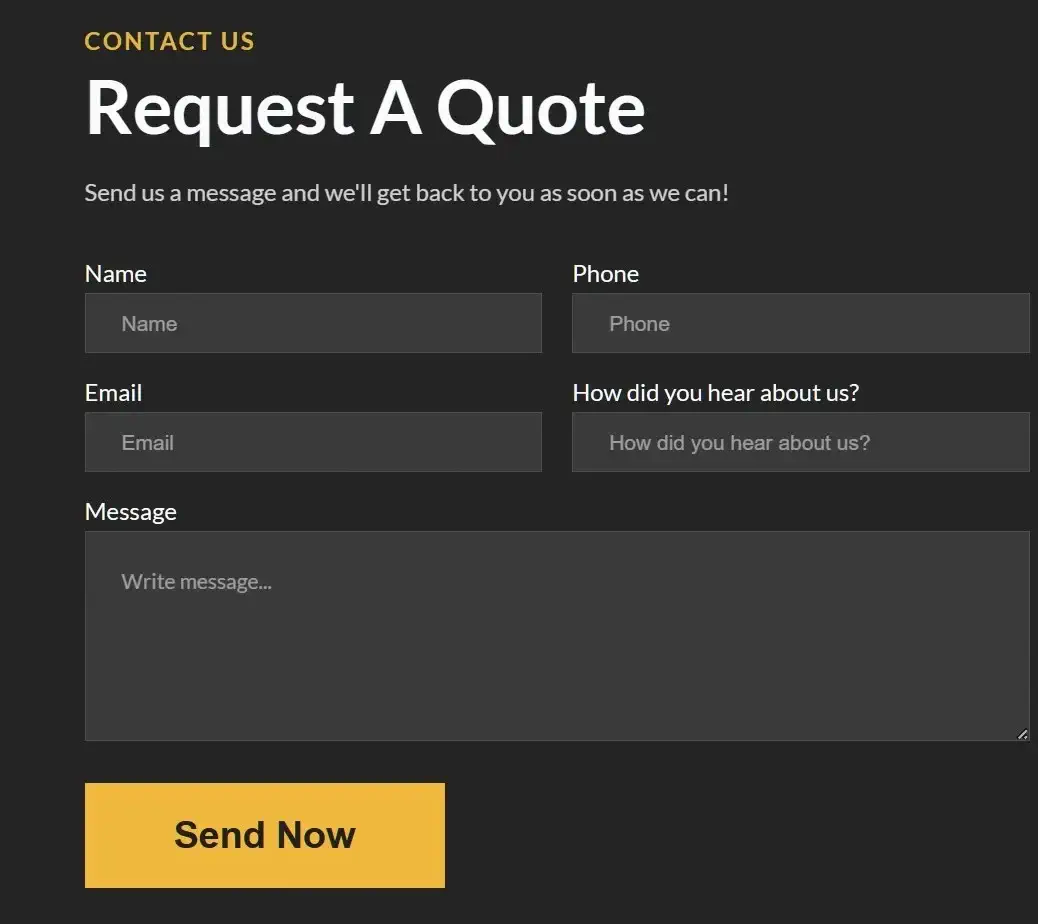 CONTACT US
Request A Quote
Send us a message and we'll get back to you as soon as we can!
Name
Phone
Name
Phone
Email
How did you hear about us?
Email
How did you hear about us?
Message
Write message...
Send Now